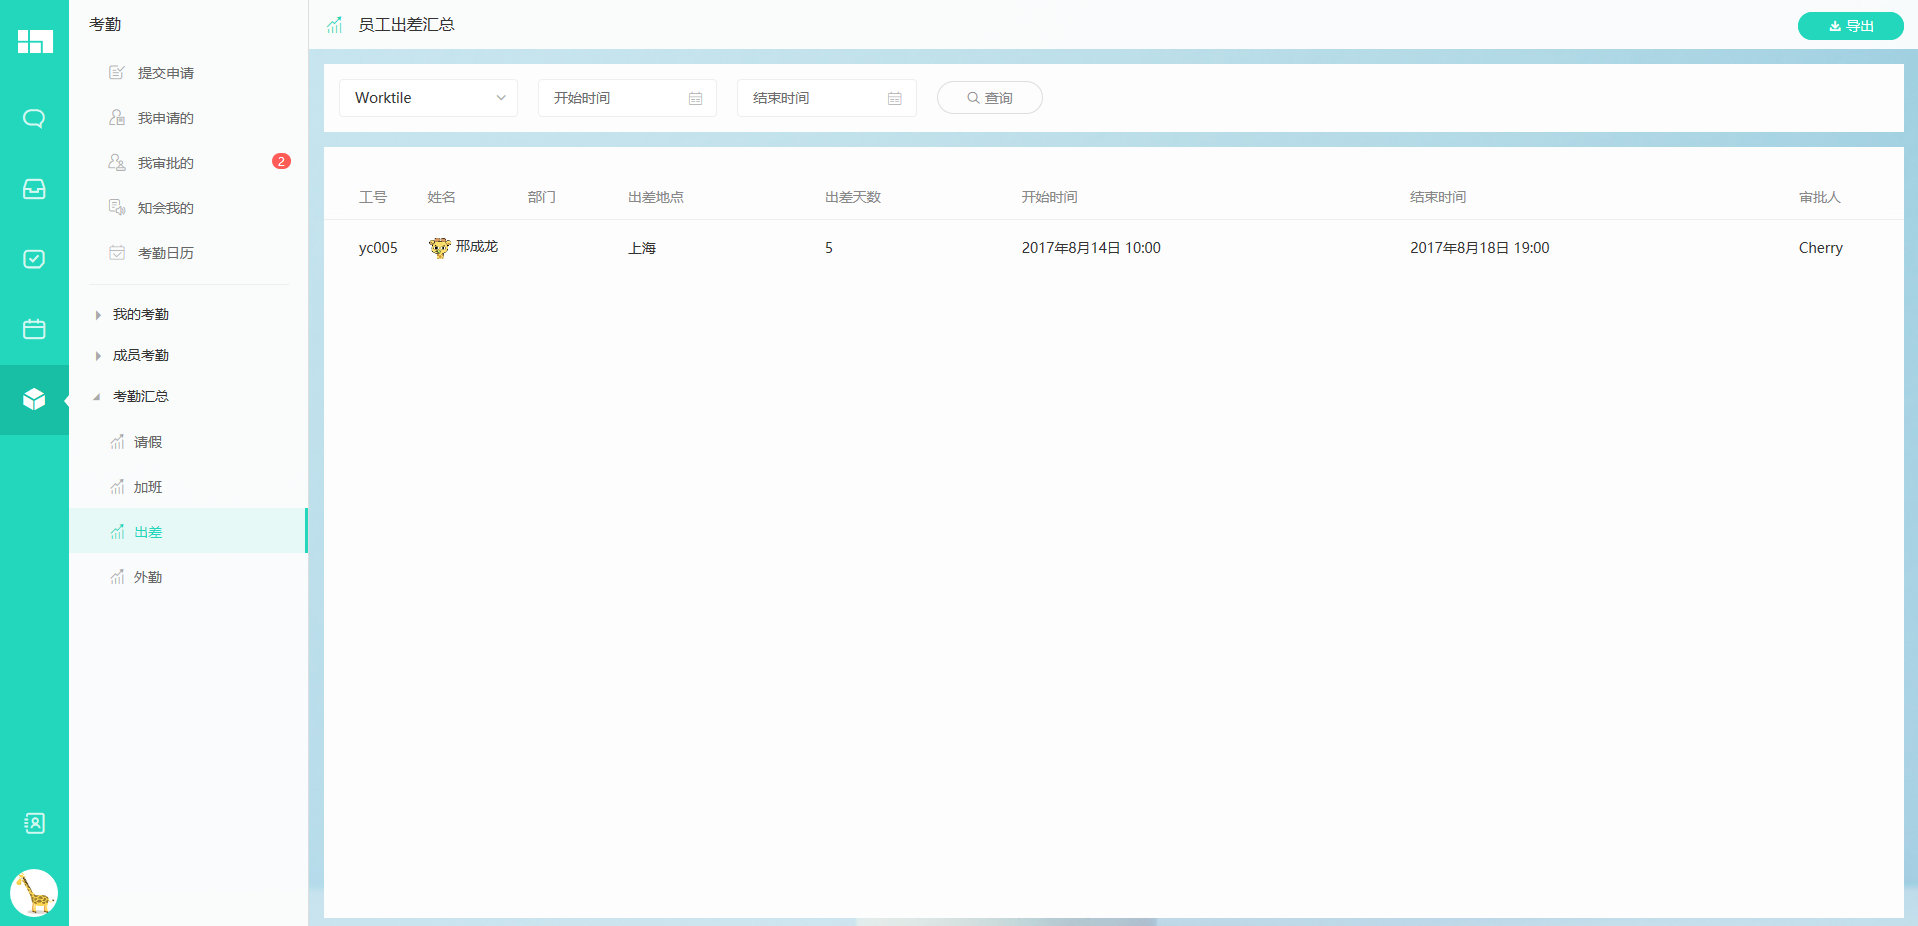 考勤
提交申请
我申请的
我审批的 2
知会我的
考勤日历
我的考勤
成员考勤
考勤汇总
请假
加班
出差
外勤
员工出差汇总 导出
Worktile 开始时间 结束时间 查询
工号 姓名 部门 出差地点 出差天数 开始时间 结束时间 审批人
yc005 邢成龙 上海 5 2017年8月14日 10:00 2017年8月18日 19:00 Cherry